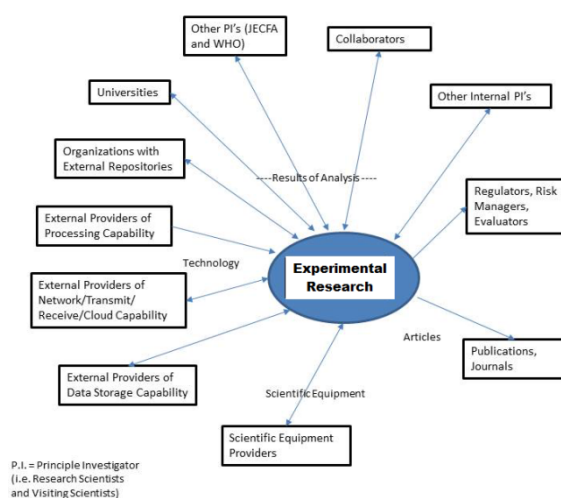 Other PI's (JECFA
and WHO)
Collaborators
Universities
Other Internal PI's
Organizations with
External Repositories
----Results of Analysis ----
Regulators, Risk
Managers,
Evaluators
External Providers of
Processing Capability
Technology
Experimental
Research
External Providers of
Network/Transmit/
Receive/Cloud Capability
Articles
Publications,
Journals
External Providers of
Data Storage Capability
Scientific Equipment
Scientific Equipment
Providers
P.I. = Principle Investigator
(i.e. Research Scientists
and Visiting Scientists)